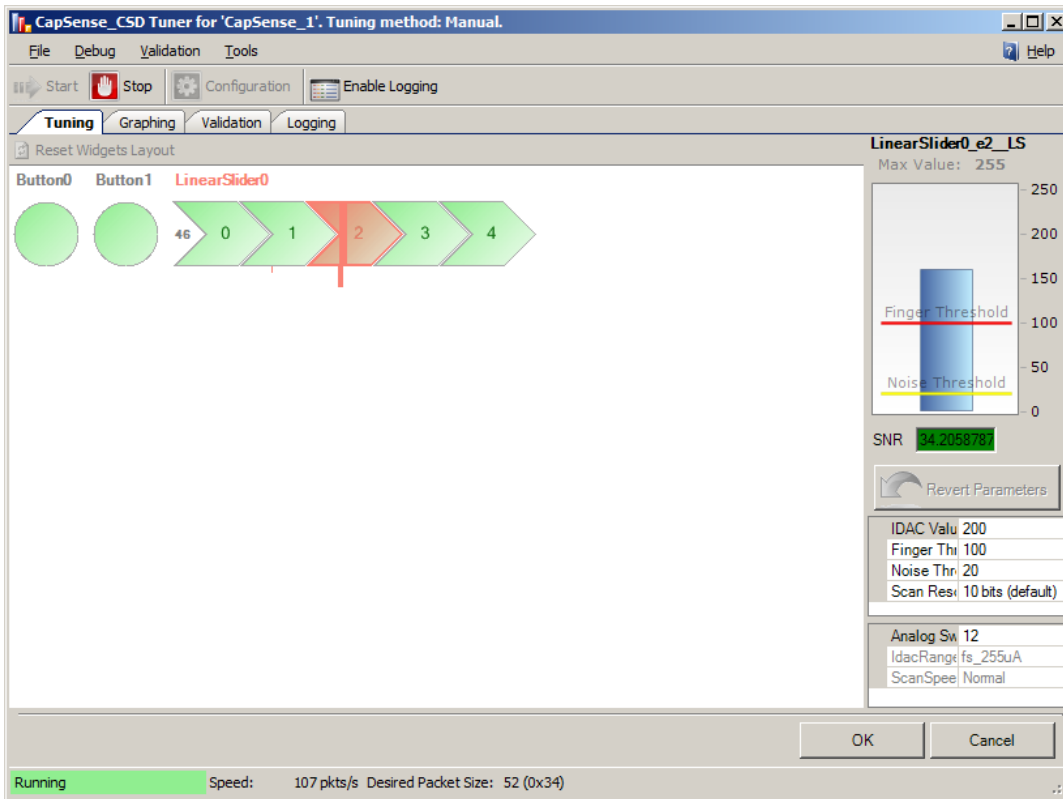 CapSense_CSD Tuner for 'CapSense_1'. Tuning method: Manual.
File Debug Validation Tools Help
Start Stop Configuration Enable Logging
Tuning Graphing Validation Logging
Reset Widgets Layout
LinearSlider0_e2__LS
Max Value: 255
Button0 Button1 LinearSlider0
46 0 1 2 3 4
250
200
150
Finger Threshold
100
50
Noise Threshold
0
SNR 34.2058787
Revert Parameters
IDAC Valu 200
Finger Thr 100
Noise Thr 20
Scan Res 10 bits (default)
Analog Sw 12
IdacRange fs_255uA
ScanSpee Normal
OK Cancel
Running Speed: 107 pkts/s Desired Packet Size: 52 (0x34)